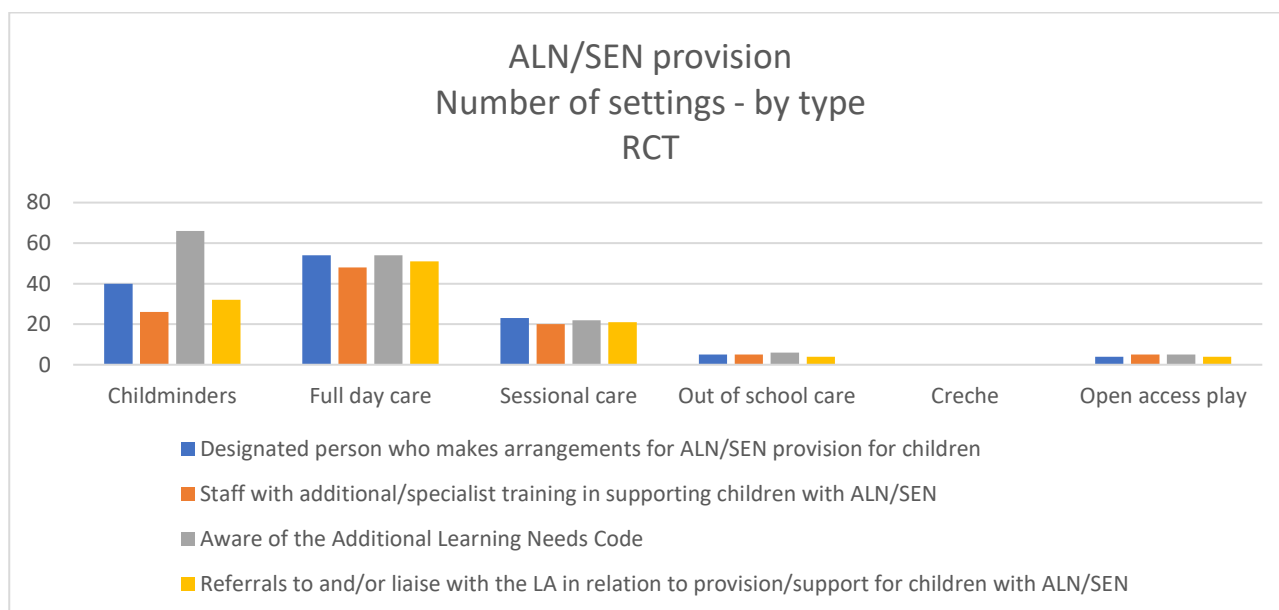 ALN/SEN provision
Number of settings - by type
RCT
80
60
40
20
0
Childminders
Full day care
Sessional care
Out of school care
Creche
Open access play
Designated person who makes arrangements for ALN/SEN provision for children
Staff with additional/specialist training in supporting children with ALN/SEN
Aware of the Additional Learning Needs Code
Referrals to and/or liaise with the LA in relation to provision/support for children with ALN/SEN